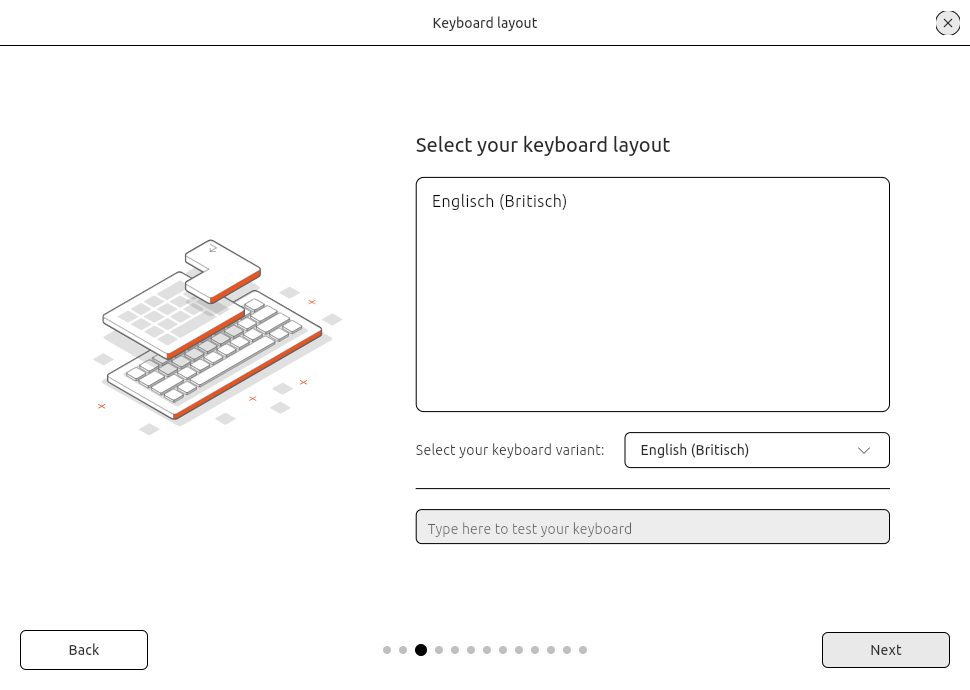 Keyboard layout
Select your keyboard layout
Englisch (Britisch)
Select your keyboard variant:
English (Britisch)
Type here to test your keyboard
Back
Next